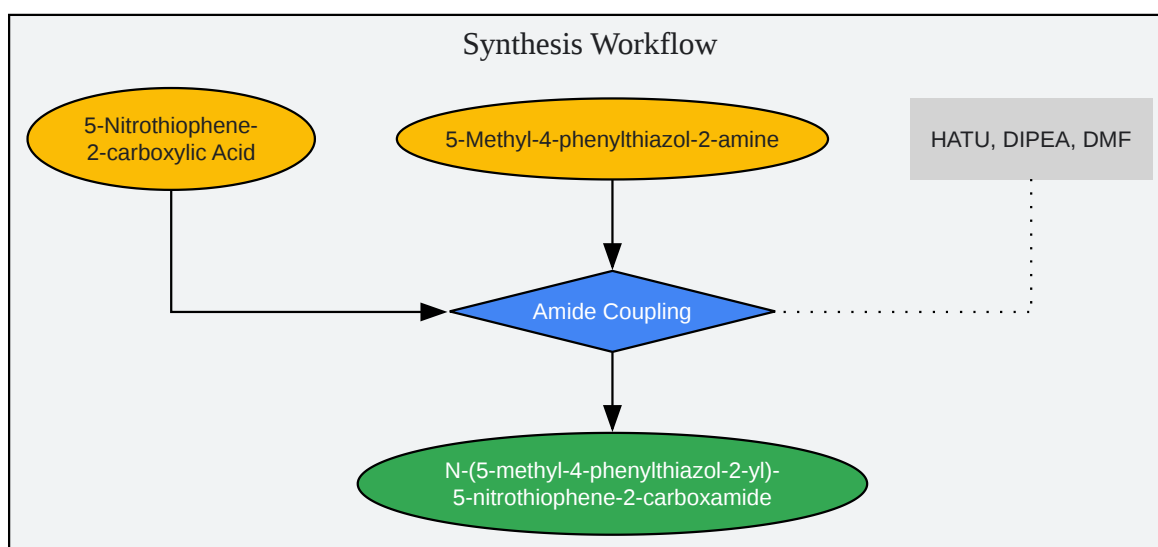 Synthesis Workflow
5-Nitrothiophene-
2-carboxylic Acid
5-Methyl-4-phenylthiazol-2-amine
HATU, DIPEA, DMF
Amide Coupling
N-(5-methyl-4-phenylthiazol-2-yl)-
5-nitrothiophene-2-carboxamide